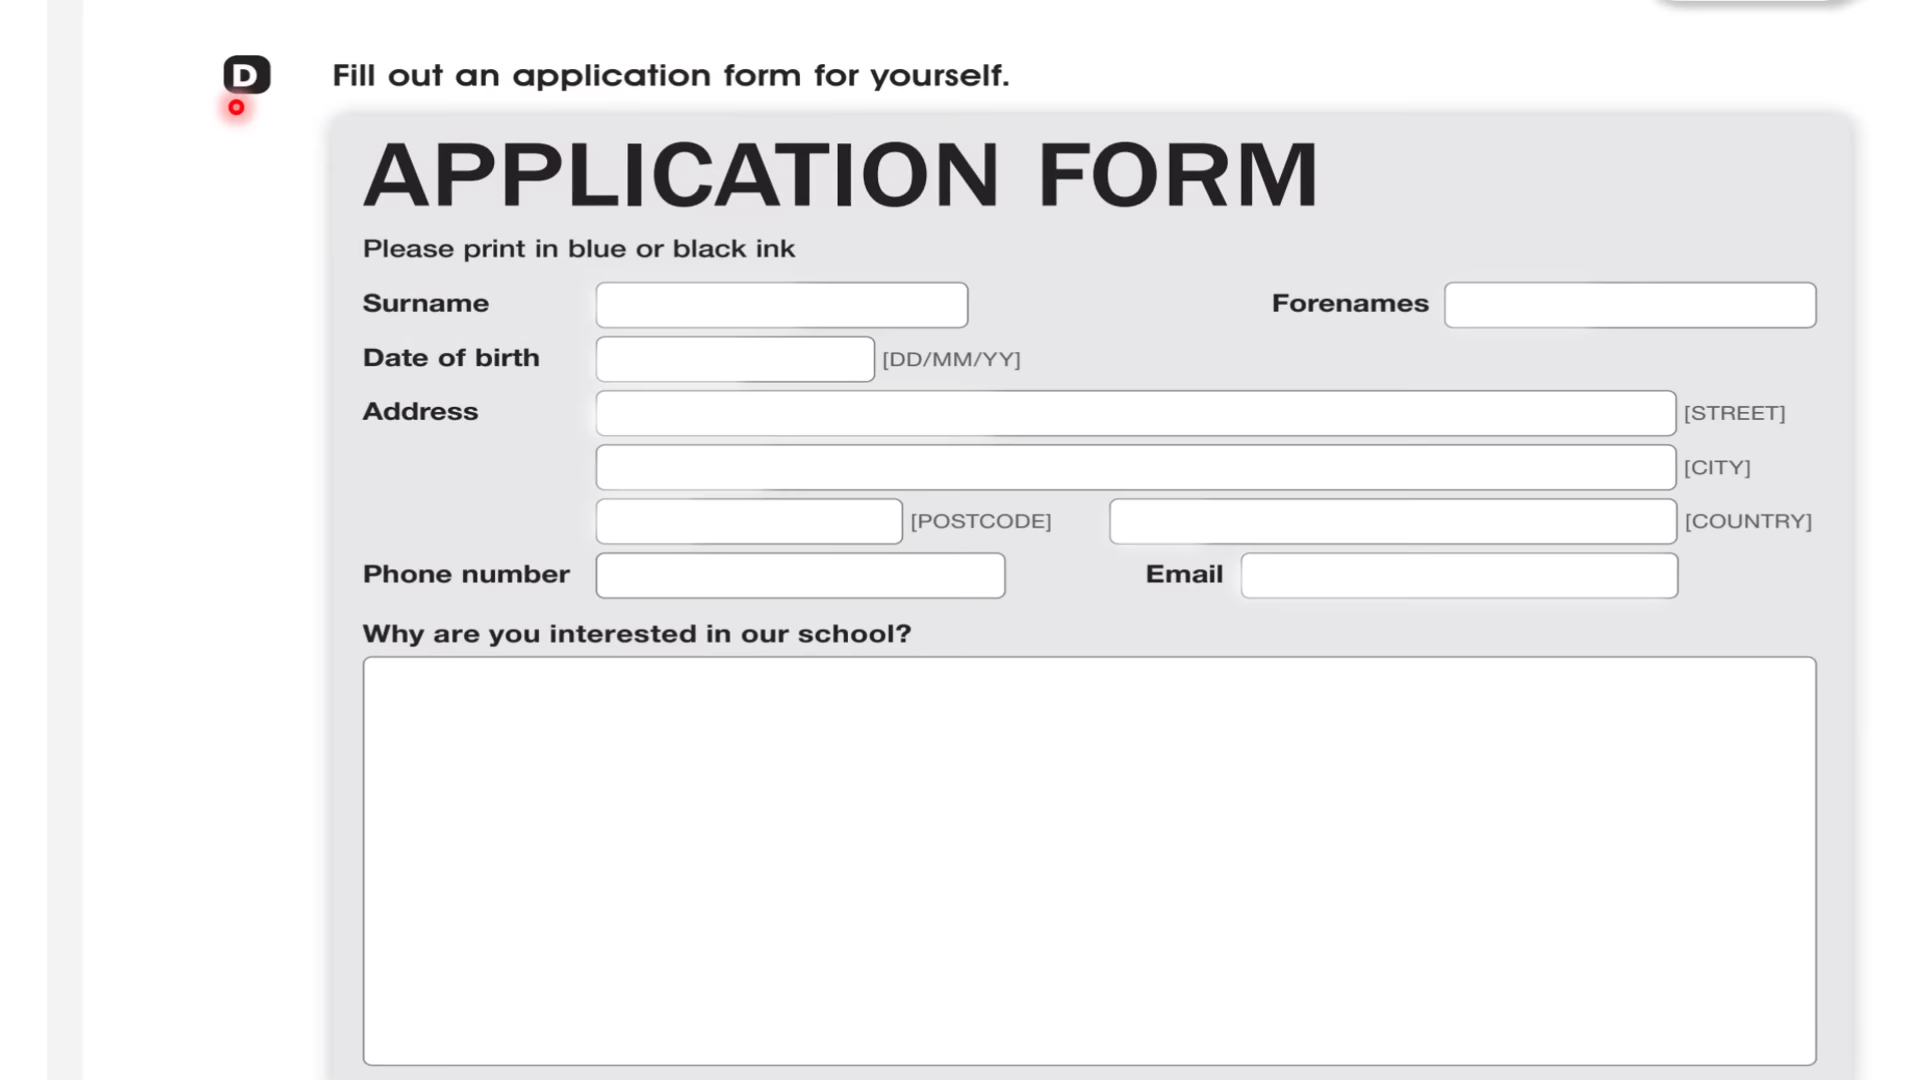 D Fill out an application form for yourself.
APPLICATION FORM
Please print in blue or black ink
Surname Forenames
Date of birth [DD/MM/YY]
Address [STREET]
[CITY]
[POSTCODE] [COUNTRY]
Phone number Email
Why are you interested in our school?